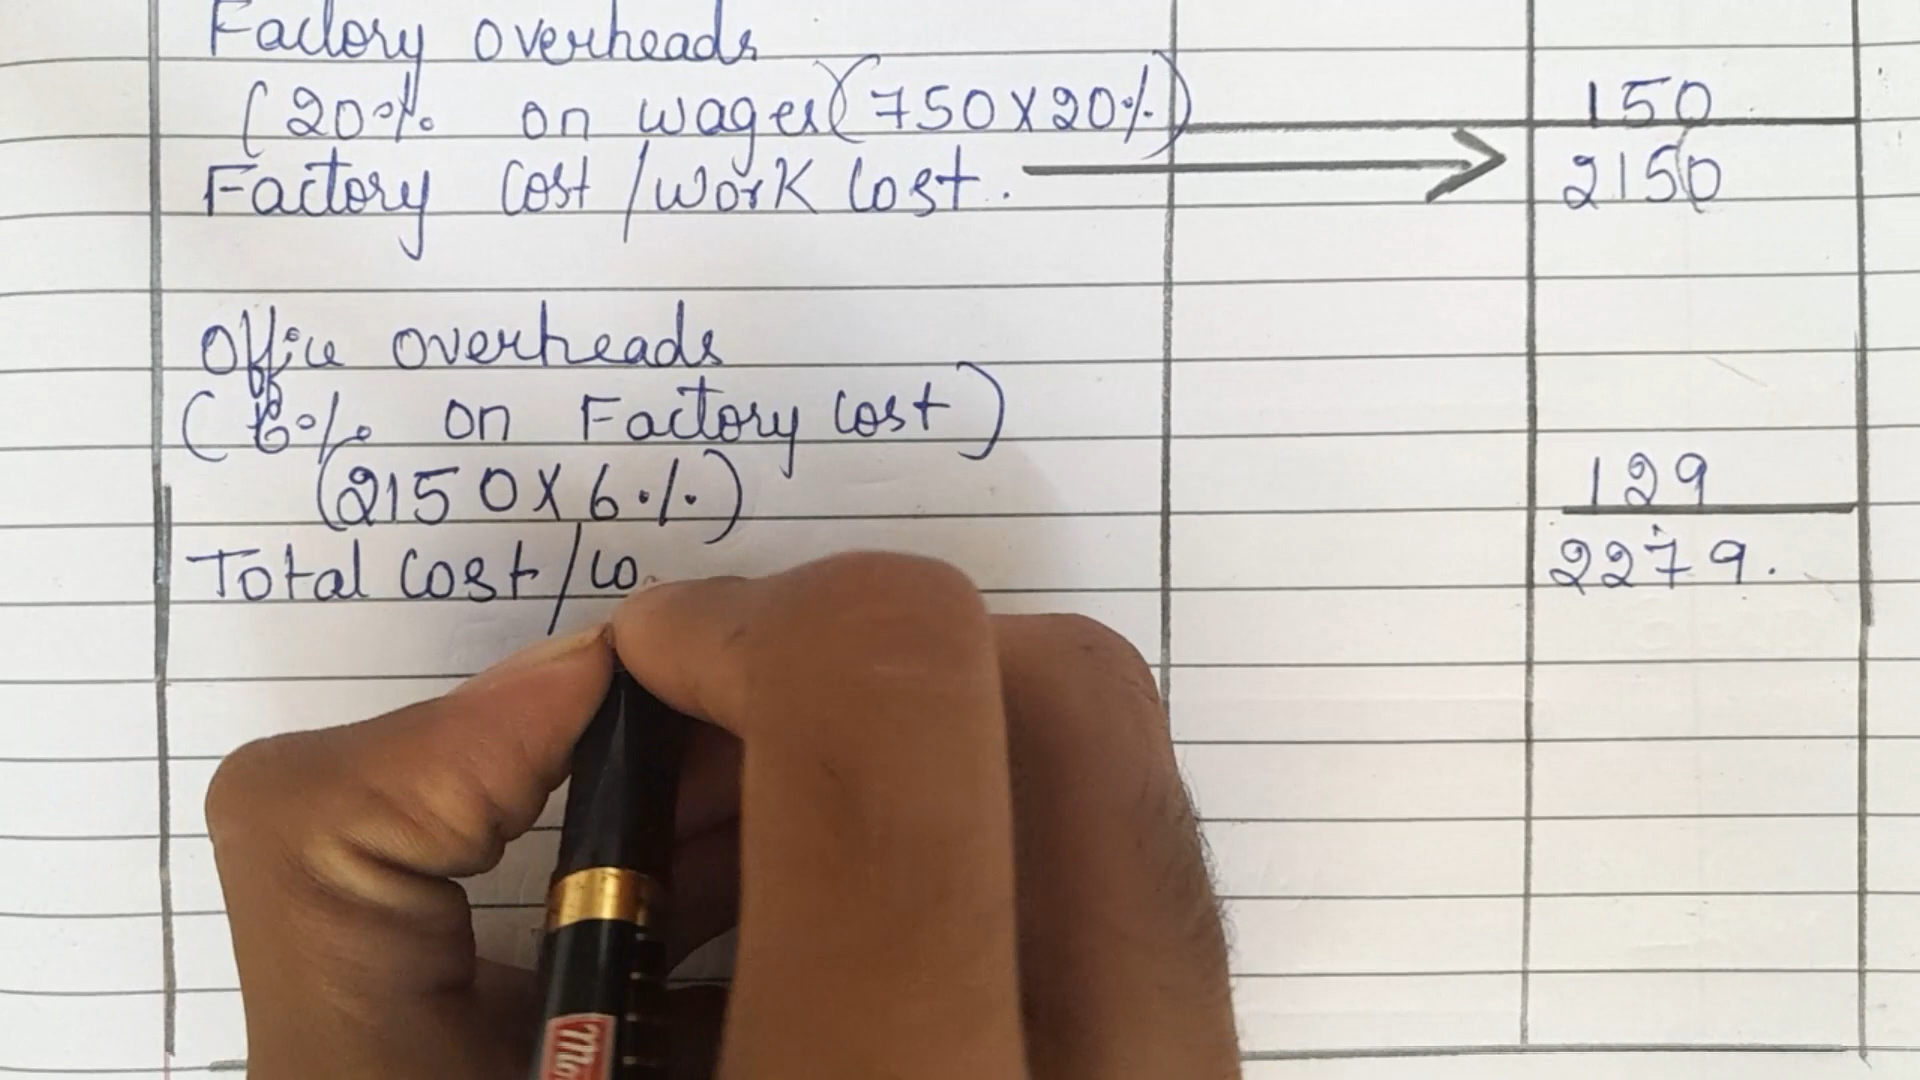 Factory overheads
(20% on wages (750X20%) 150
Factory Cost / Work Cost. 2150
Office overheads
(6% on Factory cost)
(2150X6%) 129
Total Cost / Co 2279.